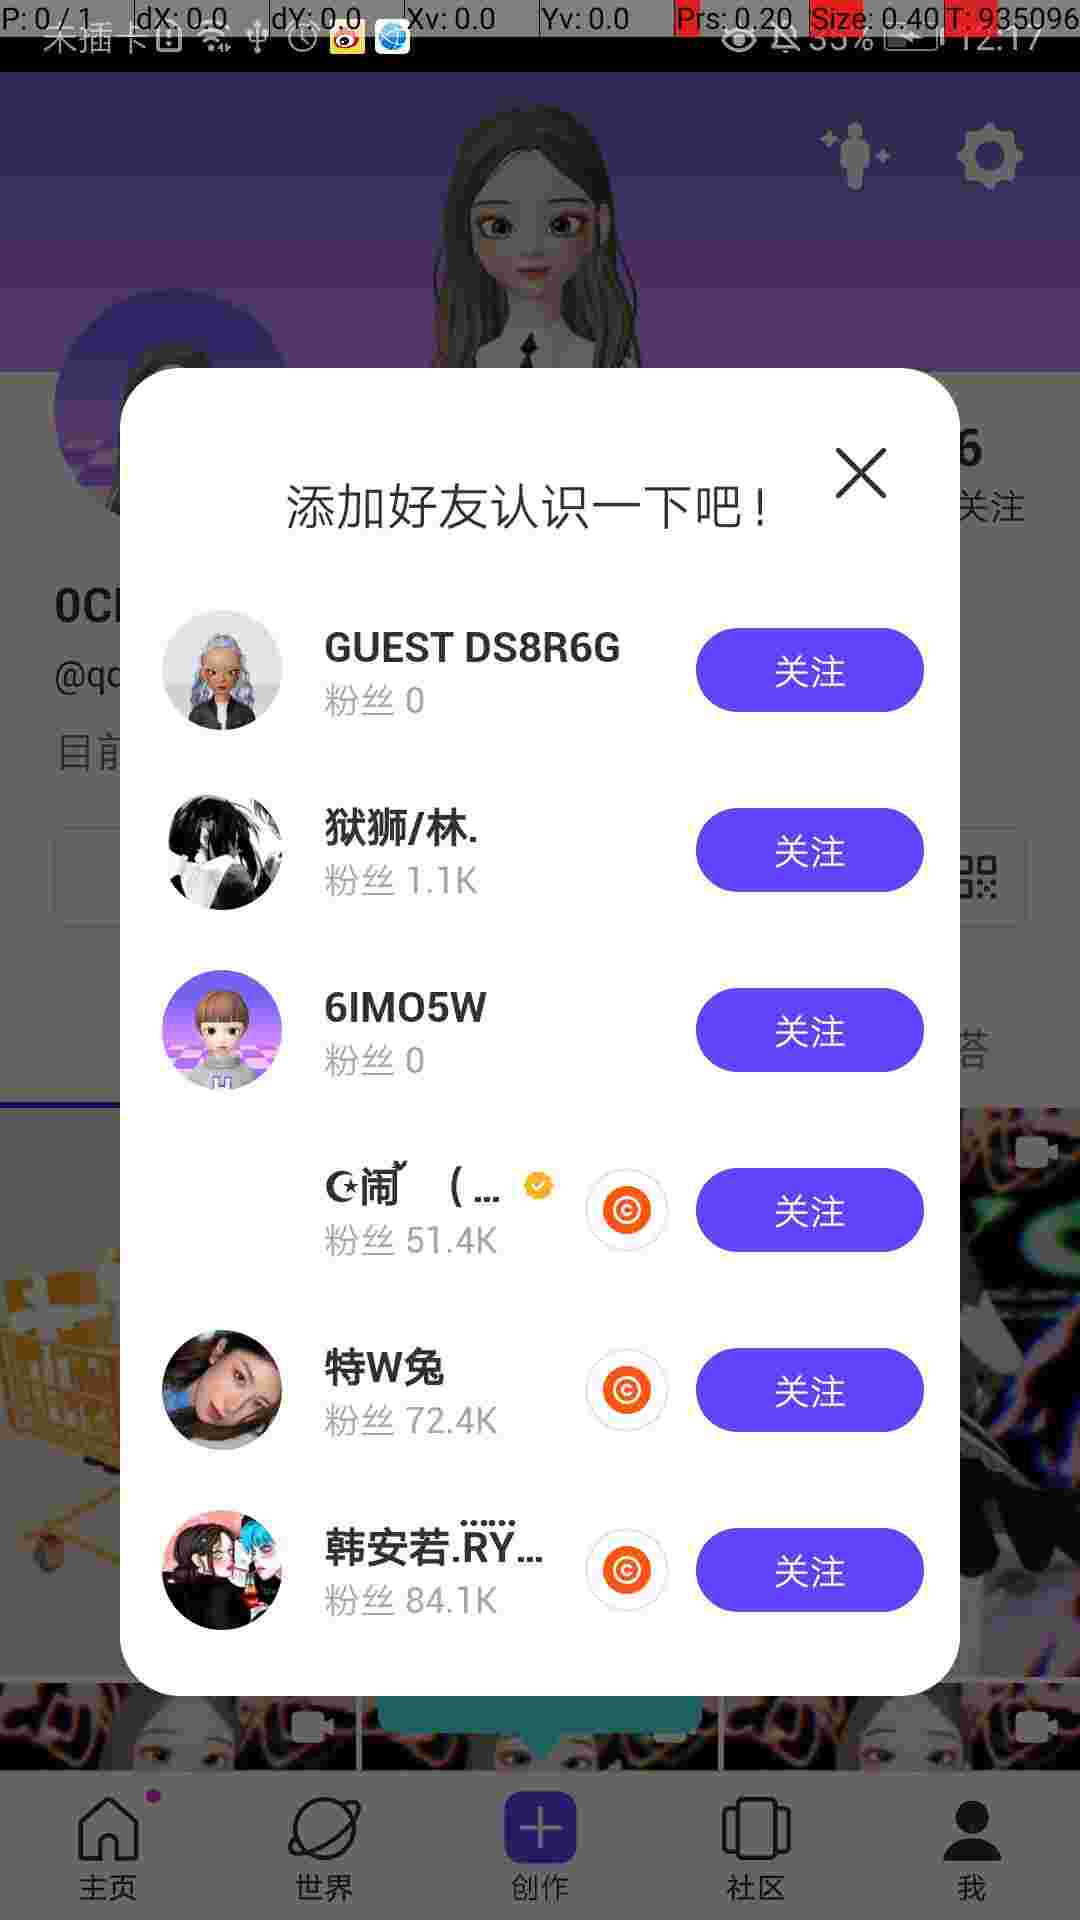 P: 0 / 1 dX: 0.0 dY: 0.0 Xv: 0.0 Yv: 0.0 Prs: 0.20 Size: 0.40 T: 935096
未插卡 35% 12:17
6
关注
添加好友认识一下吧!
0C
@qc
目前
GUEST DS8R6G
粉丝 0
关注
狱狮/林.
粉丝 1.1K
关注
6IMO5W
粉丝 0
关注
答
☪闹 ( ...
粉丝 51.4K
关注
特W兔
粉丝 72.4K
关注
韩安若.RY...
粉丝 84.1K
关注
主页 世界 创作 社区 我